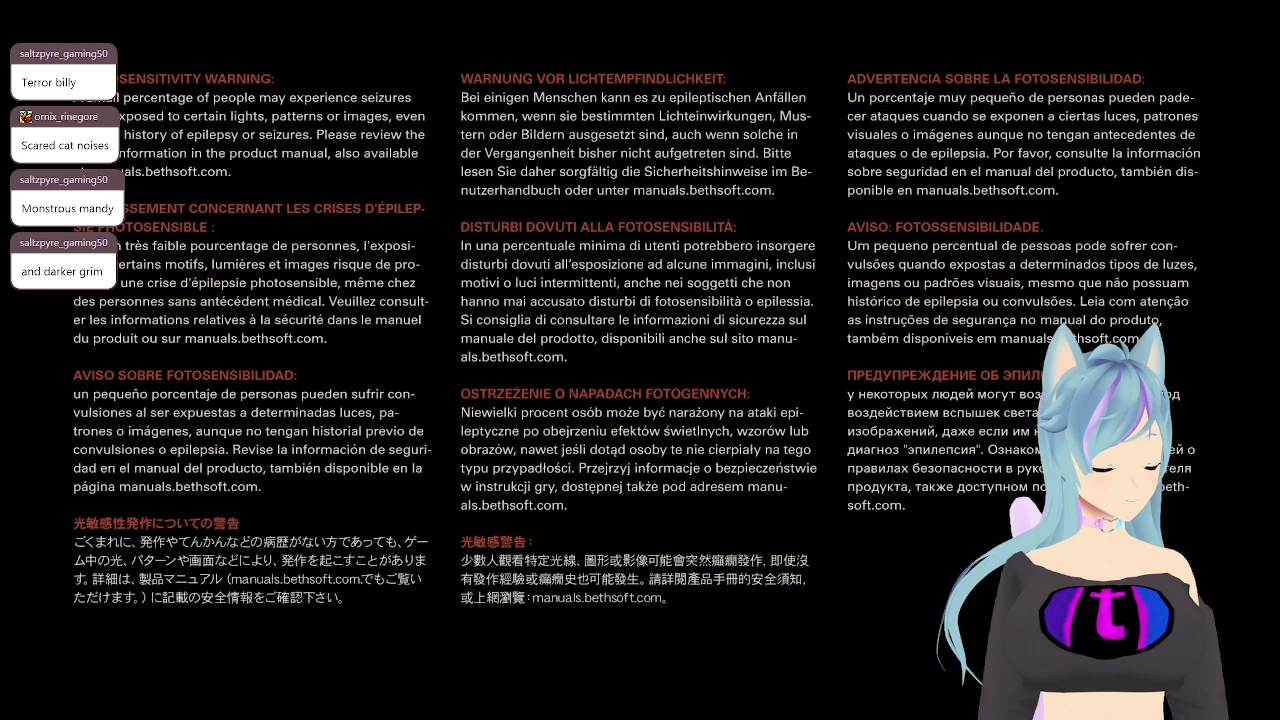 saltzpyre_gaming50
Terror billy
ornix_rinegore
Scared cat noises
saltzpyre_gaming50
Monstrous mandy
saltzpyre_gaming50
and darker grim
SENSITIVITY WARNING:
percentage of people may experience seizures
exposed to certain lights, patterns or images, even
history of epilepsy or seizures. Please review the
information in the product manual, also available
als.bethsoft.com.
SSEMENT CONCERNANT LES CRISES D'ÉPILEP-
SIE PHOTOSENSIBLE :
très faible pourcentage de personnes, l'exposi-
certains motifs, lumières et images risque de pro-
une crise d'épilepsie photosensible, même chez
des personnes sans antécédent médical. Veuillez consult-
er les informations relatives à la sécurité dans le manuel
du produit ou sur manuals.bethsoft.com.
AVISO SOBRE FOTOSENSIBILIDAD:
un pequeño porcentaje de personas pueden sufrir con-
vulsiones al ser expuestas a determinadas luces, pa-
trones o imágenes, aunque no tengan historial previo de
convulsiones o epilepsia. Revise la información de seguri-
dad en el manual del producto, también disponible en la
página manuals.bethsoft.com.
光敏感性発作についての警告
ごくまれに、発作やてんかんなどの病歴がない方であっても、ゲー
ム中の光、パターンや画面などにより、発作を起こすことがありま
す。詳細は、製品マニュアル (manuals.bethsoft.comでもご覧い
ただけます。) に記載の安全情報をご確認下さい。
WARNUNG VOR LICHTEMPFINDLICHKEIT:
Bei einigen Menschen kann es zu epileptischen Anfällen
kommen, wenn sie bestimmten Lichteinwirkungen, Mus-
tern oder Bildern ausgesetzt sind, auch wenn solche in
der Vergangenheit bisher nicht aufgetreten sind. Bitte
lesen Sie daher sorgfältig die Sicherheitshinweise im Be-
nutzerhandbuch oder unter manuals.bethsoft.com.
DISTURBI DOVUTI ALLA FOTOSENSIBILITÀ:
In una percentuale minima di utenti potrebbero insorgere
disturbi dovuti all'esposizione ad alcune immagini, inclusi
motivi o luci intermittenti, anche nei soggetti che non
hanno mai accusato disturbi di fotosensibilità o epilessia.
Si consiglia di consultare le informazioni di sicurezza sul
manuale del prodotto, disponibili anche sul sito manu-
als.bethsoft.com.
OSTRZEŻENIE O NAPADACH FOTOGENNYCH:
Niewielki procent osób może być narażony na ataki epi-
leptyczne po obejrzeniu efektów świetlnych, wzorów lub
obrazów, nawet jeśli dotąd osoby te nie cierpiały na tego
typu przypadłości. Przejrzyj informacje o bezpieczeństwie
w instrukcji gry, dostępnej także pod adresem manu-
als.bethsoft.com.
光敏感警告：
少數人觀看特定光線、圖形或影像可能會突然癲癇發作，即使沒
有發作經驗或癲癇史也可能發生。請詳閱產品手冊的安全須知，
或上網瀏覽：manuals.bethsoft.com。
ADVERTENCIA SOBRE LA FOTOSENSIBILIDAD:
Un porcentaje muy pequeño de personas pueden pade-
cer ataques cuando se exponen a ciertas luces, patrones
visuales o imágenes aunque no tengan antecedentes de
ataques o de epilepsia. Por favor, consulte la información
sobre seguridad en el manual del producto, también dis-
ponible en manuals.bethsoft.com.
AVISO: FOTOSSENSIBILIDADE.
Um pequeno percentual de pessoas pode sofrer con-
vulsões quando expostas a determinados tipos de luzes,
imagens ou padrões visuais, mesmo que não possuam
histórico de epilepsia ou convulsões. Leia com atenção
as instruções de segurança no manual do produto,
também disponíveis em manuals.bethsoft.com
ПРЕДУПРЕЖДЕНИЕ ОБ ЭПИЛ
у некоторых людей могут воз
воздействием вспышек света
изображений, даже если им
диагноз "эпилепсия". Ознаком ей о
правилах безопасности в руко теля
продукта, также доступном по beth-
soft.com.
t